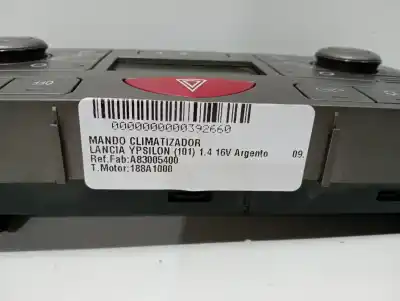 0000000000392660
MANDO CLIMATIZADOR
LANCIA YPSILON (101) 1.4 16V Argento 09.
Ref.Fab:A83005400
T.Motor:188A1000